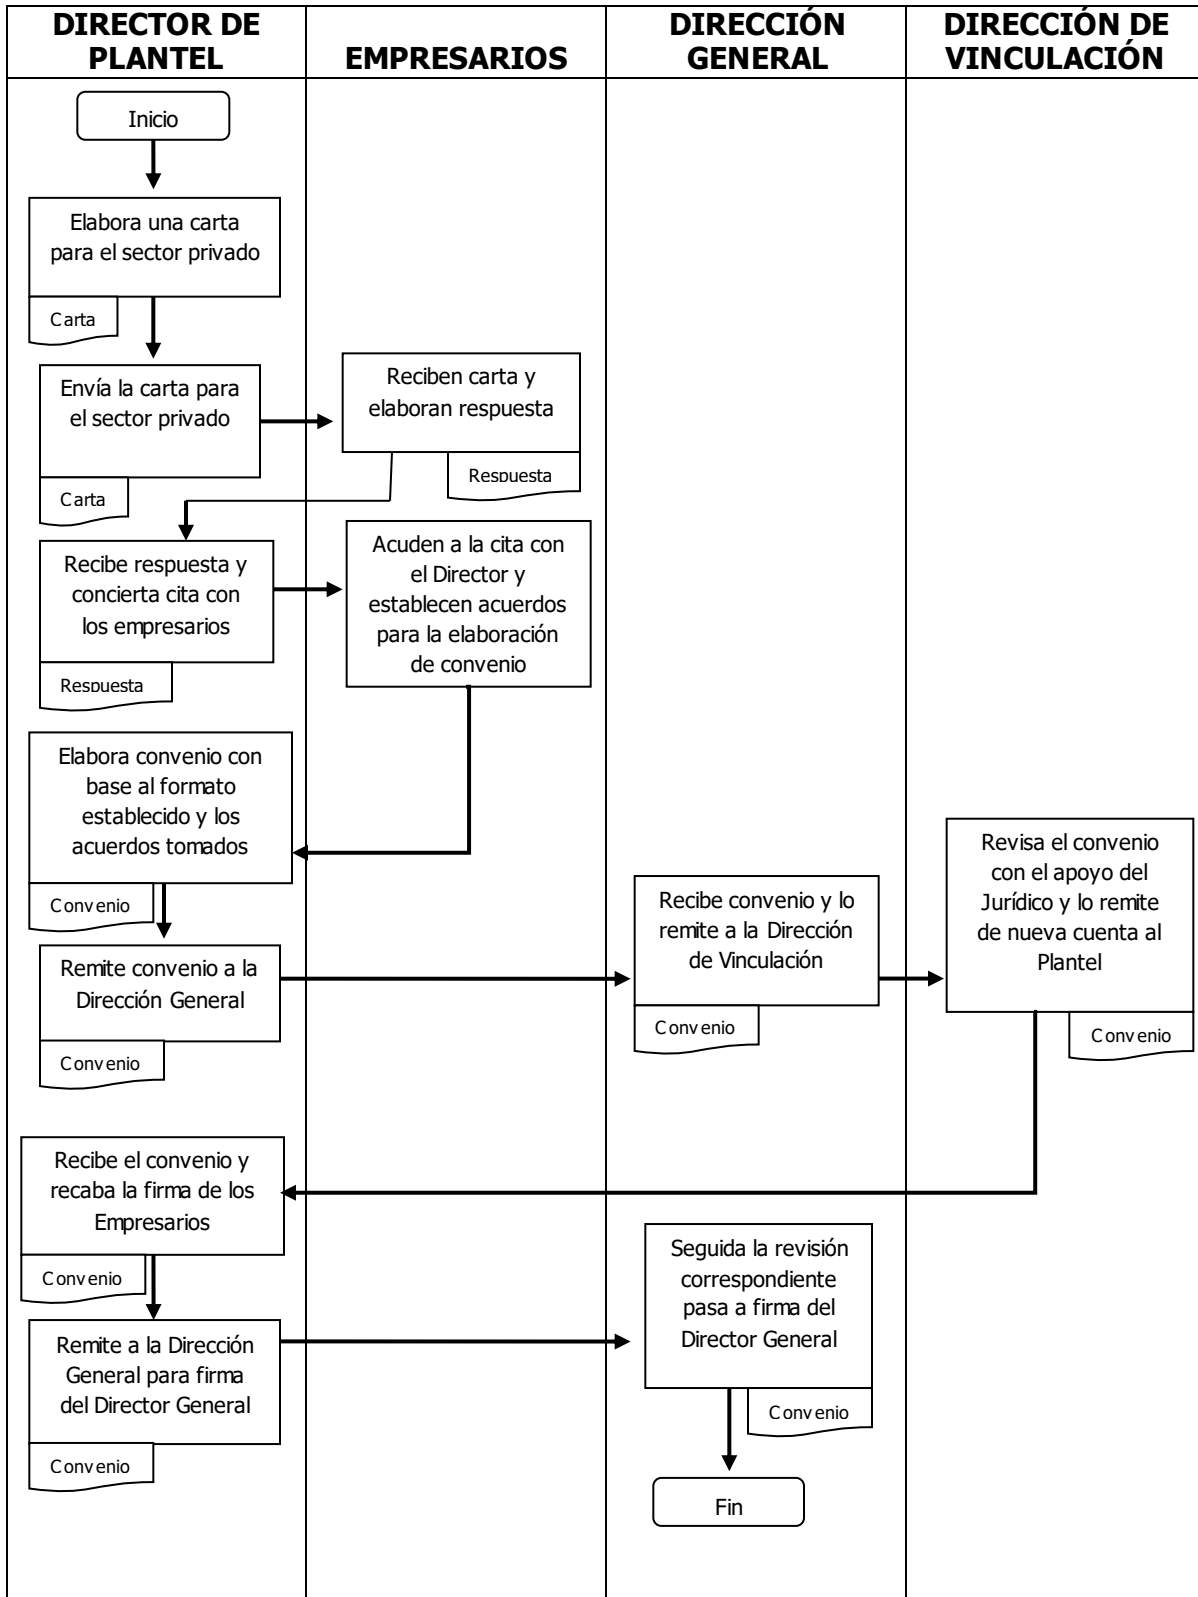 DIRECTOR DE
PLANTEL
EMPRESARIOS
DIRECCIÓN
GENERAL
DIRECCIÓN DE
VINCULACIÓN
Inicio
Elabora una carta
para el sector privado
Carta
Envía la carta para
el sector privado
Carta
Reciben carta y
elaboran respuesta
Respuesta
Recibe respuesta y
concierta cita con
los empresarios
Respuesta
Acuden a la cita con
el Director y
establecen acuerdos
para la elaboración
de convenio
Elabora convenio con
base al formato
establecido y los
acuerdos tomados
Convenio
Remite convenio a la
Dirección General
Convenio
Recibe convenio y lo
remite a la Dirección
de Vinculación
Convenio
Revisa el convenio
con el apoyo del
Jurídico y lo remite
de nueva cuenta al
Plantel
Convenio
Recibe el convenio y
recaba la firma de los
Empresarios
Convenio
Remite a la Dirección
General para firma
del Director General
Convenio
Seguida la revisión
correspondiente
pasa a firma del
Director General
Convenio
Fin